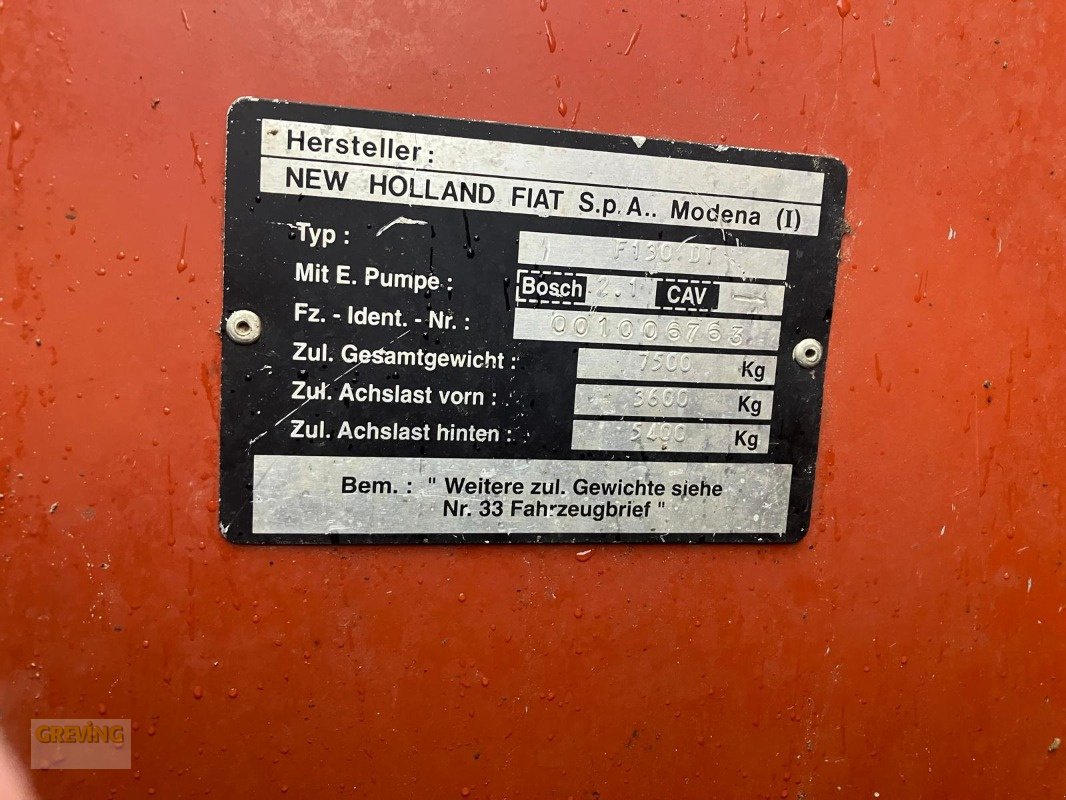 Hersteller:
NEW HOLLAND FIAT S.p.A.. Modena (I)
Typ: F130.DT
Mit E. Pumpe: Bosch 2.1 CAV
Fz. - Ident. - Nr.: 001006763
Zul. Gesamtgewicht: 7500 Kg
Zul. Achslast vorn: 3600 Kg
Zul. Achslast hinten: 5400 Kg
Bem. : " Weitere zul. Gewichte siehe
Nr. 33 Fahrzeugbrief "
GREVING